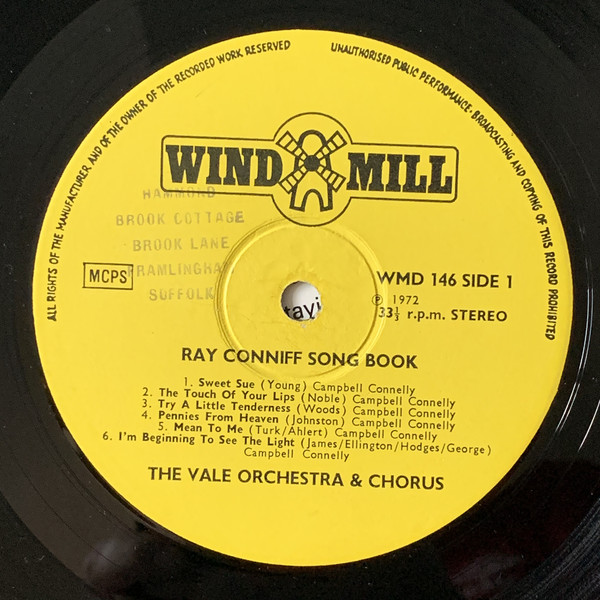 ALL RIGHTS OF THE MANUFACTURER AND OF THE OWNER OF THE RECORDED WORK RESERVED
UNAUTHORISED PUBLIC PERFORMANCE, BROADCASTING AND COPYING OF THIS RECORD PROHIBITED
WIND MILL
HAMMOND
BROOK COTTAGE
BROOK LANE
FRAMLINGHAM
SUFFOLK
MCPS
WMD 146 SIDE 1
℗ 1972
33⅓ r.p.m. STEREO
tayi
RAY CONNIFF SONG BOOK
1. Sweet Sue (Young) Campbell Connelly
2. The Touch Of Your Lips (Noble) Campbell Connelly
3. Try A Little Tenderness (Woods) Campbell Connelly
4. Pennies From Heaven (Johnston) Campbell Connelly
5. Mean To Me (Turk/Ahlert) Campbell Connelly
6. I'm Beginning To See The Light (James/Ellington/Hodges/George)
Campbell Connelly
THE VALE ORCHESTRA & CHORUS